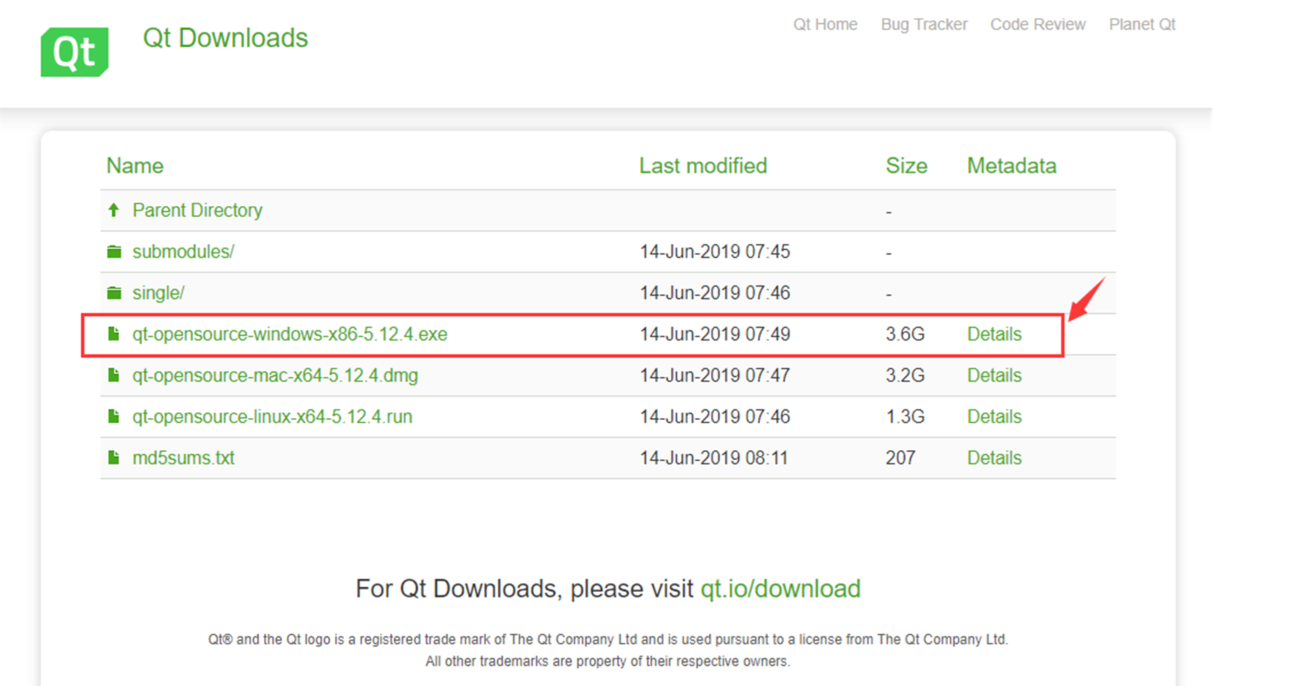 Qt
Qt Downloads
Qt Home Bug Tracker Code Review Planet Qt
Name Last modified Size Metadata
Parent Directory -
submodules/ 14-Jun-2019 07:45 -
single/ 14-Jun-2019 07:46 -
qt-opensource-windows-x86-5.12.4.exe 14-Jun-2019 07:49 3.6G Details
qt-opensource-mac-x64-5.12.4.dmg 14-Jun-2019 07:47 3.2G Details
qt-opensource-linux-x64-5.12.4.run 14-Jun-2019 07:46 1.3G Details
md5sums.txt 14-Jun-2019 08:11 207 Details
For Qt Downloads, please visit qt.io/download
Qt® and the Qt logo is a registered trade mark of The Qt Company Ltd and is used pursuant to a license from The Qt Company Ltd.
All other trademarks are property of their respective owners.